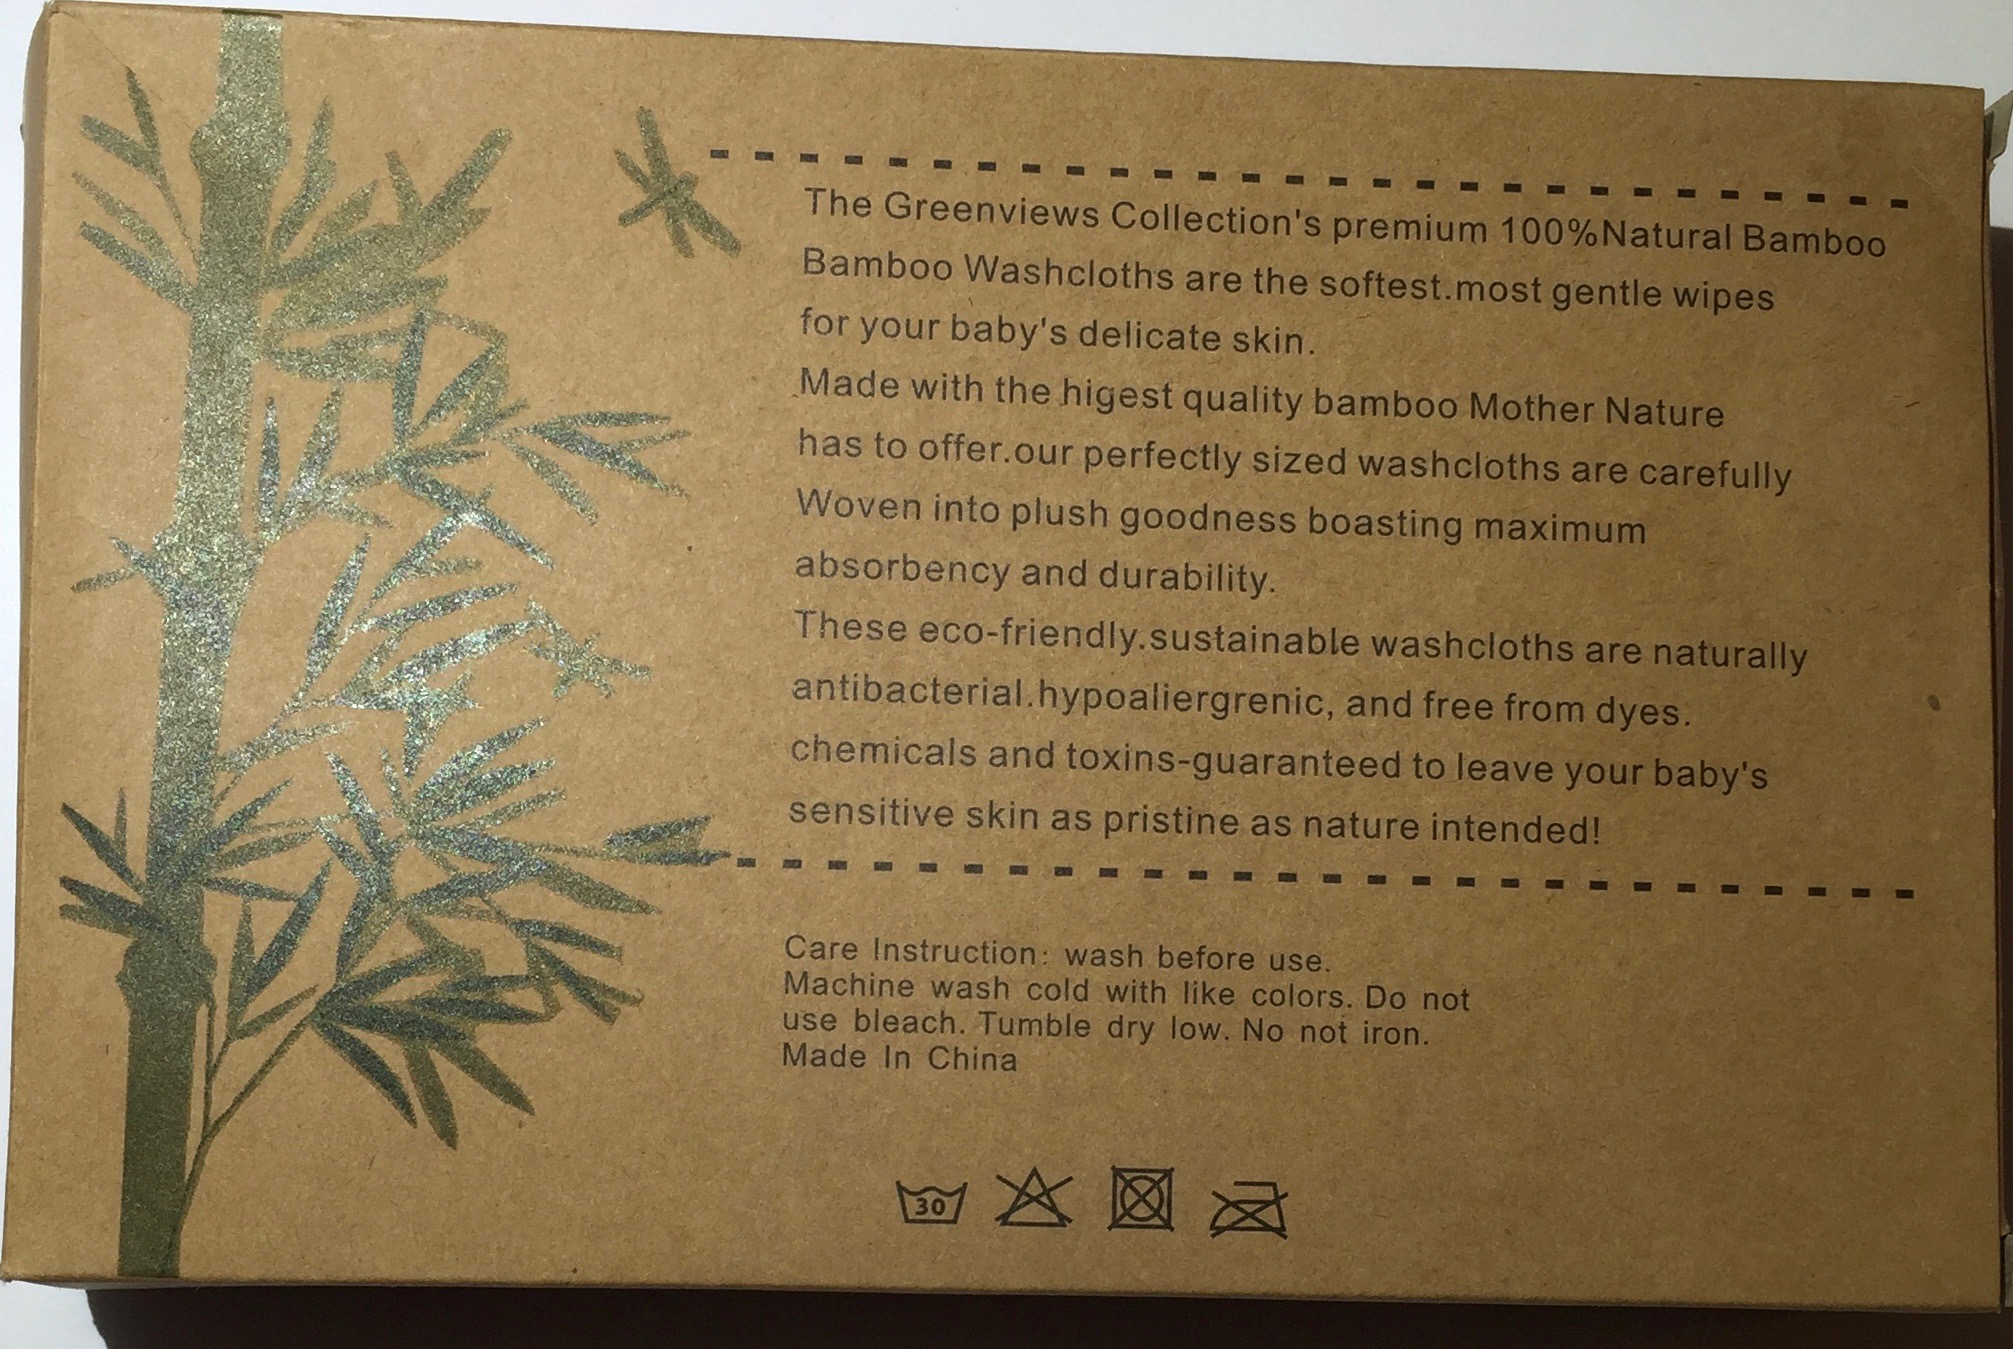 The Greenviews Collection's premium 100%Natural Bamboo
Bamboo Washcloths are the softest.most gentle wipes
for your baby's delicate skin.
Made with the higest quality bamboo Mother Nature
has to offer.our perfectly sized washcloths are carefully
Woven into plush goodness boasting maximum
absorbency and durability.
These eco-friendly.sustainable washcloths are naturally
antibacterial.hypoaliergrenic, and free from dyes.
chemicals and toxins-guaranteed to leave your baby's
sensitive skin as pristine as nature intended!
Care Instruction: wash before use.
Machine wash cold with like colors. Do not
use bleach. Tumble dry low. No not iron.
Made In China
30